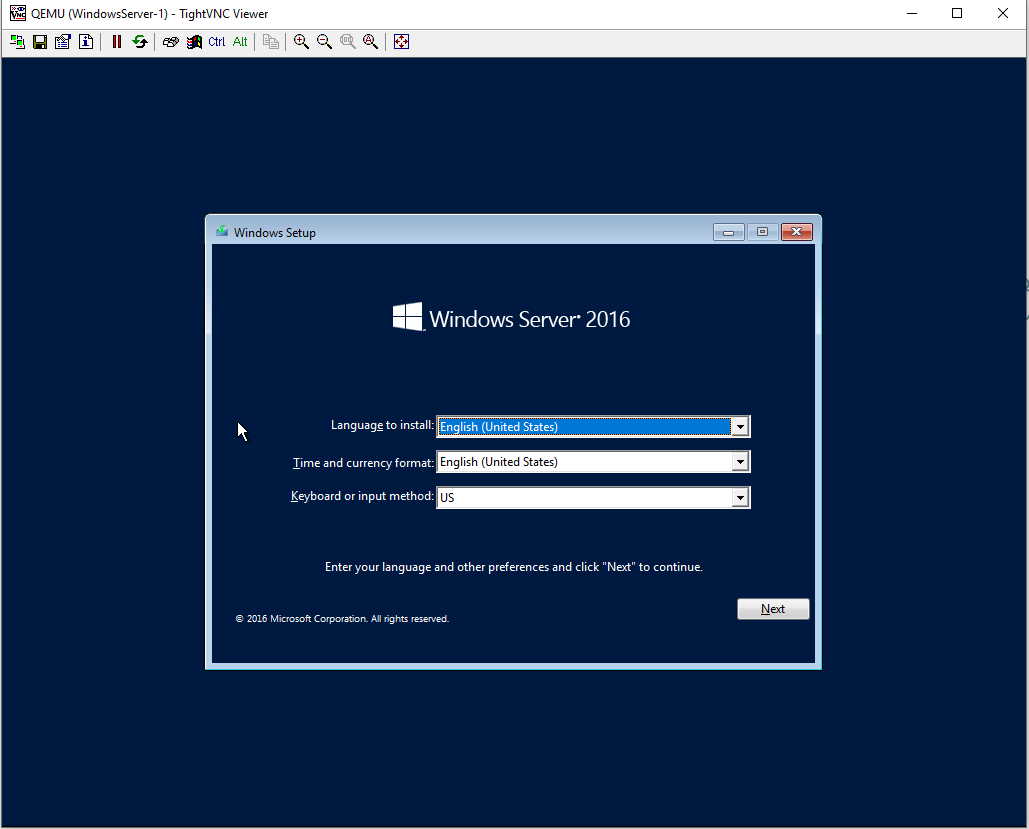 QEMU (WindowsServer-1) - TightVNC Viewer
Ctrl Alt
Windows Setup
Windows Server 2016
Language to install: English (United States)
Time and currency format: English (United States)
Keyboard or input method: US
Enter your language and other preferences and click "Next" to continue.
Next
© 2016 Microsoft Corporation. All rights reserved.